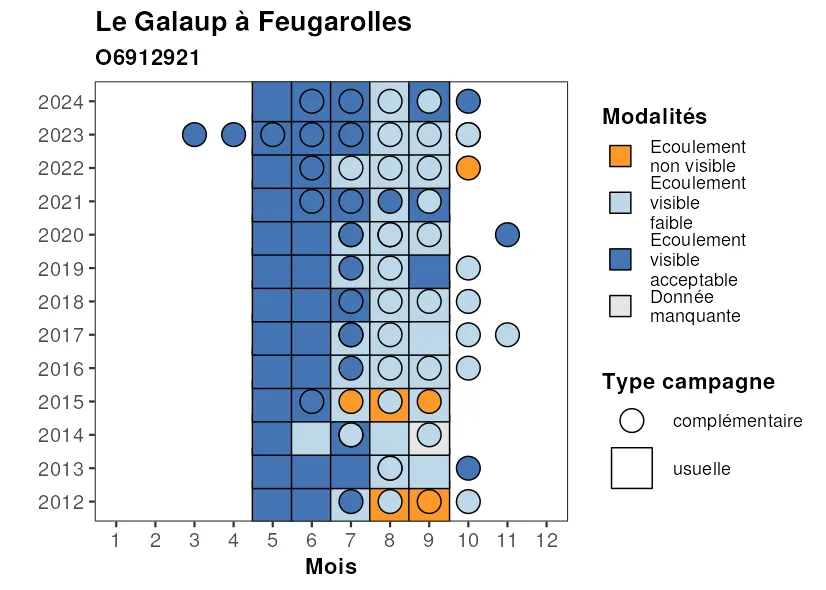 Le Galaup à Feugarolles
O6912921
2024
2023
2022
2021
2020
2019
2018
2017
2016
2015
2014
2013
2012
1 2 3 4 5 6 7 8 9 10 11 12
Mois
Modalités
Ecoulement
non visible
Ecoulement
visible
faible
Ecoulement
visible
acceptable
Donnée
manquante
Type campagne
complémentaire
usuelle